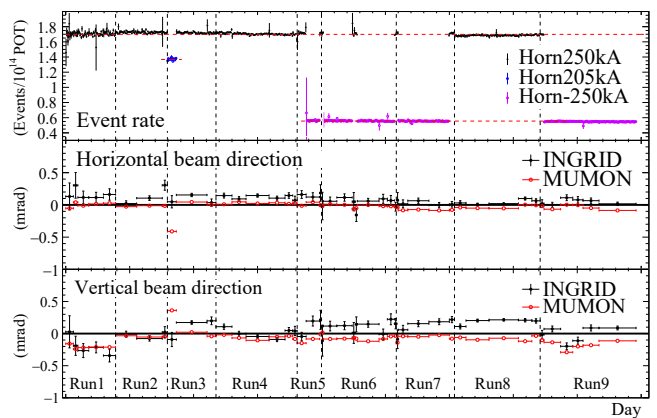 1.8
1.6
1.4
1.2
1
0.8
0.6
0.4
(Events/10¹⁴ POT)
Horn250kA
Horn205kA
Horn-250kA
Event rate
Horizontal beam direction
INGRID
MUMON
0.5
0
−0.5
−1
(mrad)
Vertical beam direction
INGRID
MUMON
0.5
0
−0.5
−1
(mrad)
Run1 Run2 Run3 Run4 Run5 Run6 Run7 Run8 Run9
Day